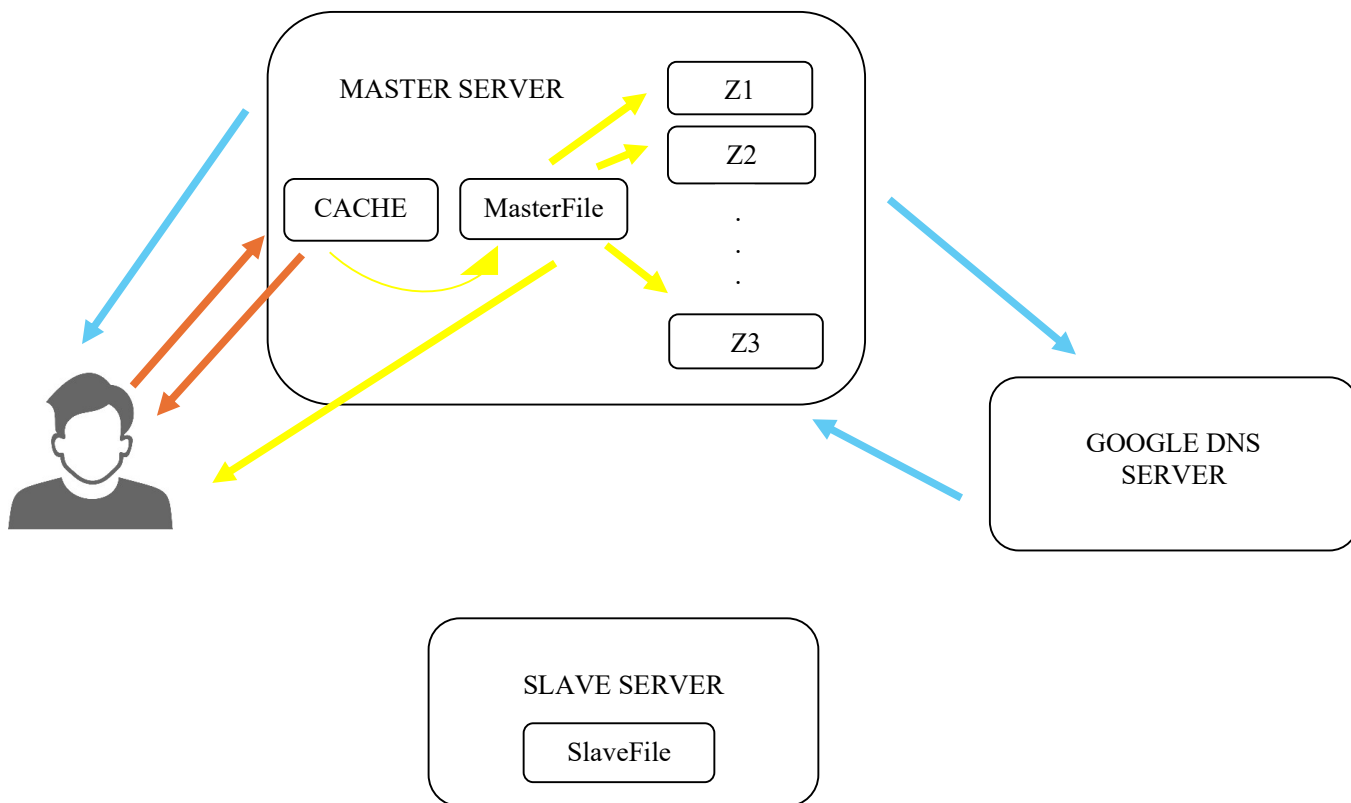 MASTER SERVER
Z1
Z2
CACHE
MasterFile
.
.
.
Z3
GOOGLE DNS
SERVER
SLAVE SERVER
SlaveFile